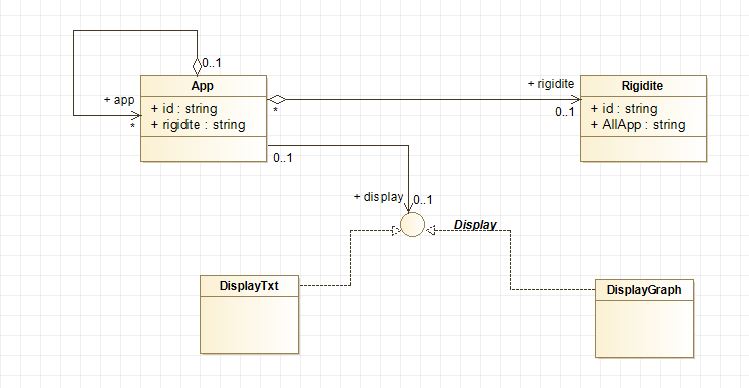 0..1
App
+ app
+ id : string
+ rigidite : string
*
*
+ rigidite
0..1
Rigidite
+ id : string
+ AllApp : string
0..1
+ display
0..1
Display
DisplayTxt
DisplayGraph